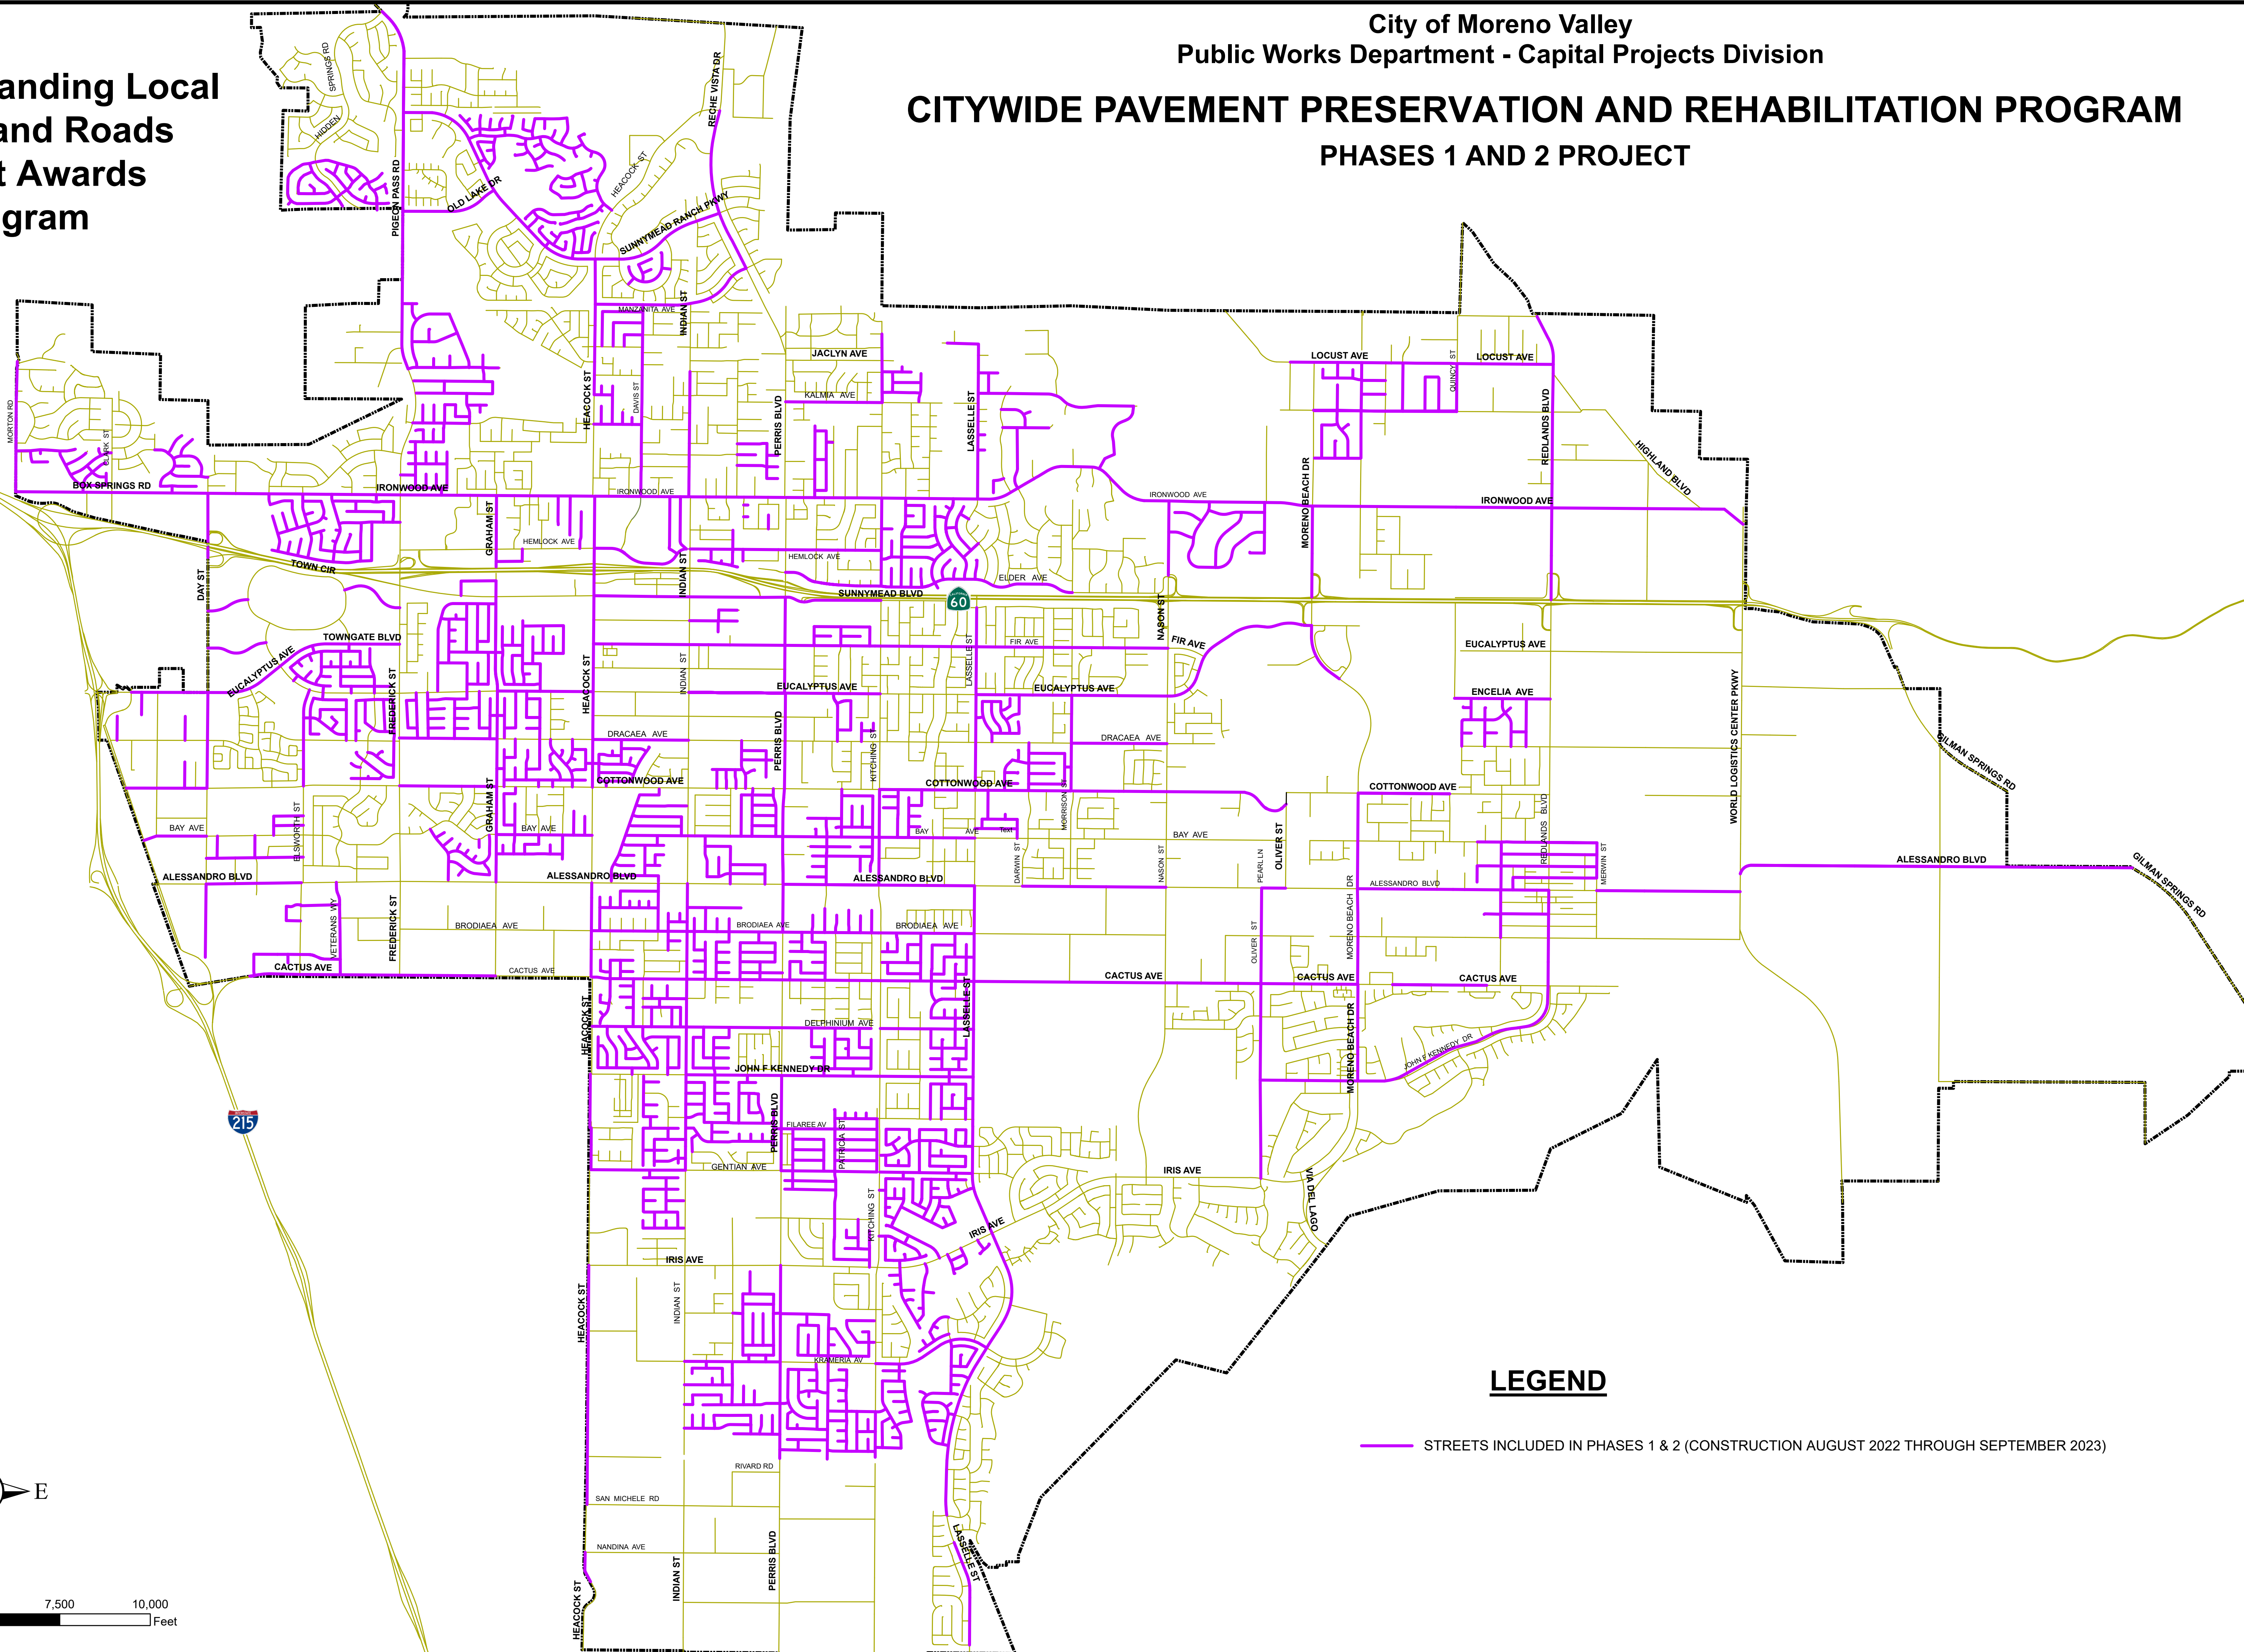 anding Local
and Roads
t Awards
gram
City of Moreno Valley
Public Works Department - Capital Projects Division
CITYWIDE PAVEMENT PRESERVATION AND REHABILITATION PROGRAM
PHASES 1 AND 2 PROJECT
SPRINGS RD
HIDDEN
PIGEON PASS RD
OLD LAKE DR
HEACOCK ST
RECHE VISTA DR
SUNNYMEAD RANCH PKWY
MANZANITA AVE
INDIAN ST
JACLYN AVE
KALMIA AVE
LOCUST AVE
QUINCY ST
LOCUST AVE
MORTON RD
CLARK ST
HEACOCK ST
DAVIS ST
PERRIS BLVD
LASSELLE ST
MORENO BEACH DR
REDLANDS BLVD
HIGHLAND BLVD
BOX SPRINGS RD
IRONWOOD AVE
IRONWOOD AVE
IRONWOOD AVE
IRONWOOD AVE
GRAHAM ST
HEMLOCK AVE
INDIAN ST
HEMLOCK AVE
TOWN CIR
DAY ST
ELDER AVE
SUNNYMEAD BLVD
60
NASON ST
TOWNGATE BLVD
EUCALYPTUS AVE
FREDERICK ST
HEACOCK ST
INDIAN ST
FIR AVE
FIR AVE
LASSELLE ST
EUCALYPTUS AVE
EUCALYPTUS AVE
EUCALYPTUS AVE
ENCELIA AVE
WORLD LOGISTICS CENTER PKWY
GILMAN SPRINGS RD
DRACAEA AVE
PERRIS BLVD
KITCHING ST
DRACAEA AVE
COTTONWOOD AVE
COTTONWOOD AVE
COTTONWOOD AVE
GRAHAM ST
MORRISON ST
BAY AVE
ELSWORTH ST
BAY AVE
BAY AVE
Text
BAY AVE
DARWIN ST
NASON ST
PEARL LN
OLIVER ST
REDLANDS BLVD
MERWIN ST
ALESSANDRO BLVD
ALESSANDRO BLVD
ALESSANDRO BLVD
ALESSANDRO BLVD
ALESSANDRO BLVD
GILMAN SPRINGS RD
VETERANS WY
FREDERICK ST
BRODIAEA AVE
BRODIAEA AVE
BRODIAEA AVE
OLIVER ST
MORENO BEACH DR
CACTUS AVE
CACTUS AVE
CACTUS AVE
CACTUS AVE
CACTUS AVE
HEACOCK ST
DELPHINIUM AVE
LASSELLE ST
MORENO BEACH DR
JOHN F KENNEDY DR
JOHN F KENNEDY DR
215
PERRIS BLVD
FILAREE AV
PATRICIA ST
GENTIAN AVE
IRIS AVE
VIA DEL LAGO
KITCHING ST
IRIS AVE
IRIS AVE
HEACOCK ST
INDIAN ST
KRAMERIA AV
LEGEND
STREETS INCLUDED IN PHASES 1 & 2 (CONSTRUCTION AUGUST 2022 THROUGH SEPTEMBER 2023)
RIVARD RD
E
SAN MICHELE RD
NANDINA AVE
PERRIS BLVD
LASSELLE ST
INDIAN ST
HEACOCK ST
7,500
10,000
Feet